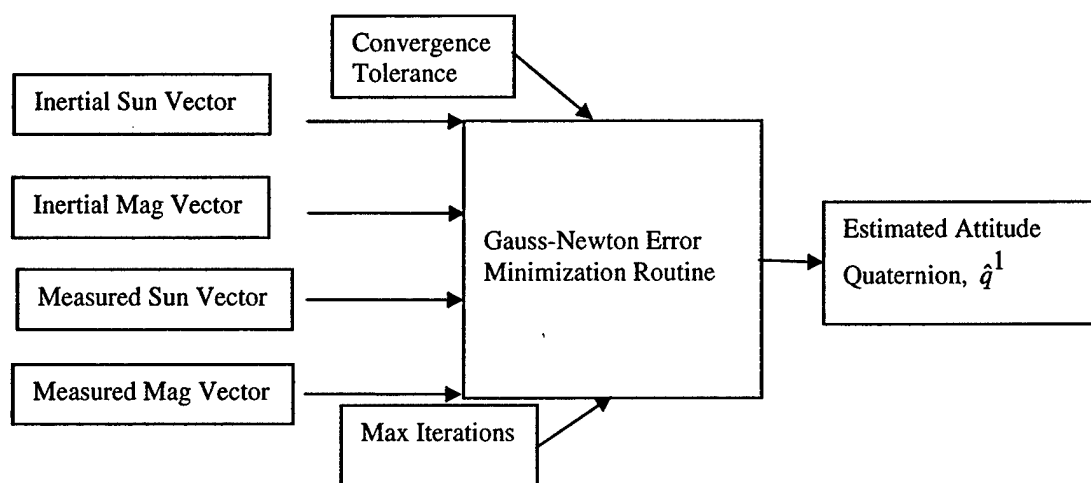 Convergence
Tolerance
Inertial Sun Vector
Inertial Mag Vector
Measured Sun Vector
Measured Mag Vector
Gauss-Newton Error
Minimization Routine
Estimated Attitude
Quaternion, q̂¹
Max Iterations